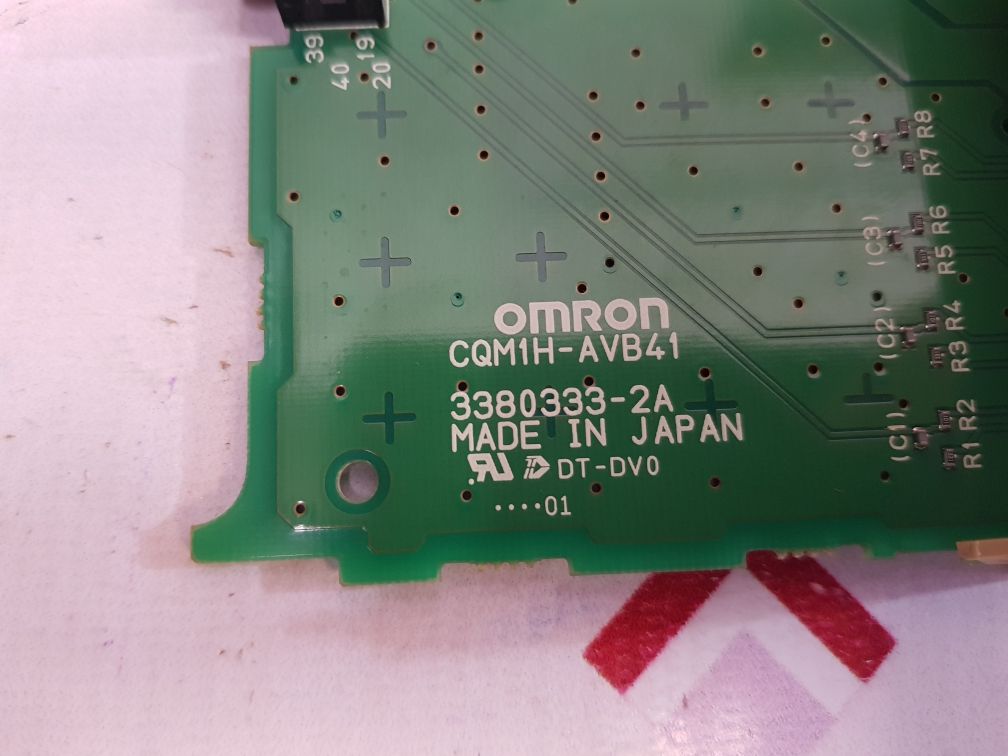 39 19
40 20
(C4) R7 R8
(C3) R5 R6
(C2) R3 R4
(C1) R1 R2
omron
CQM1H-AVB41
3380333-2A
MADE IN JAPAN
RU DT-DV0
····01